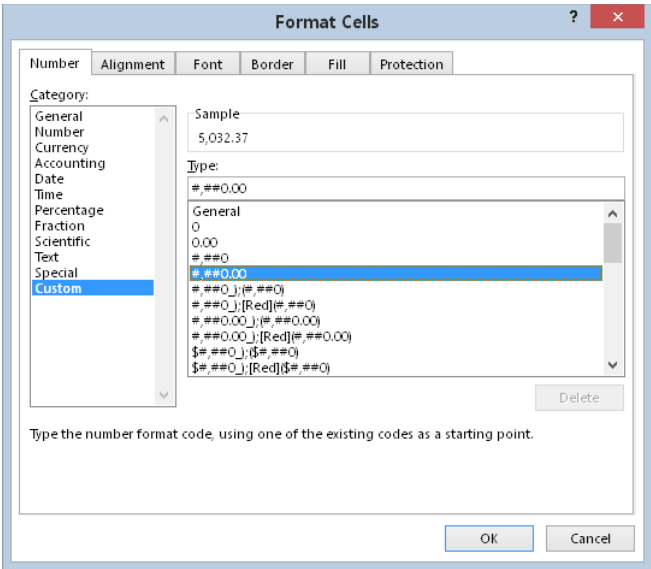 Format Cells
?
×
Number Alignment Font Border Fill Protection
Category:
General
Number
Currency
Accounting
Date
Time
Percentage
Fraction
Scientific
Text
Special
Custom
Sample
5,032.37
Type:
#,##0.00
General
0
0.00
#,##0
#,##0.00
#,##0_);(#,##0)
#,##0_);[Red](#,##0)
#,##0.00_);(#,##0.00)
#,##0.00_);[Red](#,##0.00)
$#,##0_);($#,##0)
$#,##0_);[Red]($#,##0)
Delete
Type the number format code, using one of the existing codes as a starting point.
OK Cancel